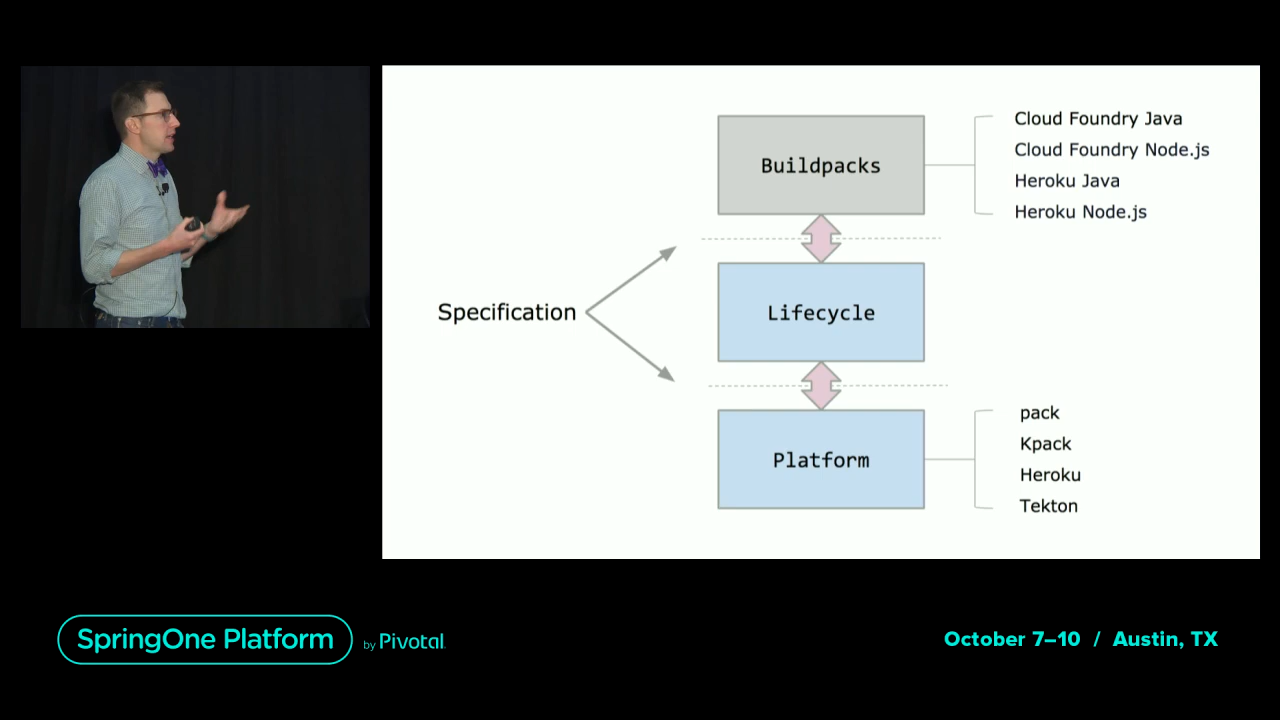 Buildpacks
Cloud Foundry Java
Cloud Foundry Node.js
Heroku Java
Heroku Node.js
Specification
Lifecycle
Platform
pack
Kpack
Heroku
Tekton
SpringOne Platform by Pivotal
October 7–10 / Austin, TX